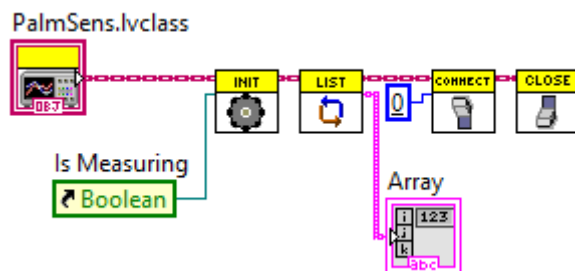 PalmSens.lvclass
OBJ
INIT
LIST
CONNECT
CLOSE
0
Is Measuring
Boolean
Array
i
j
k
123
abc